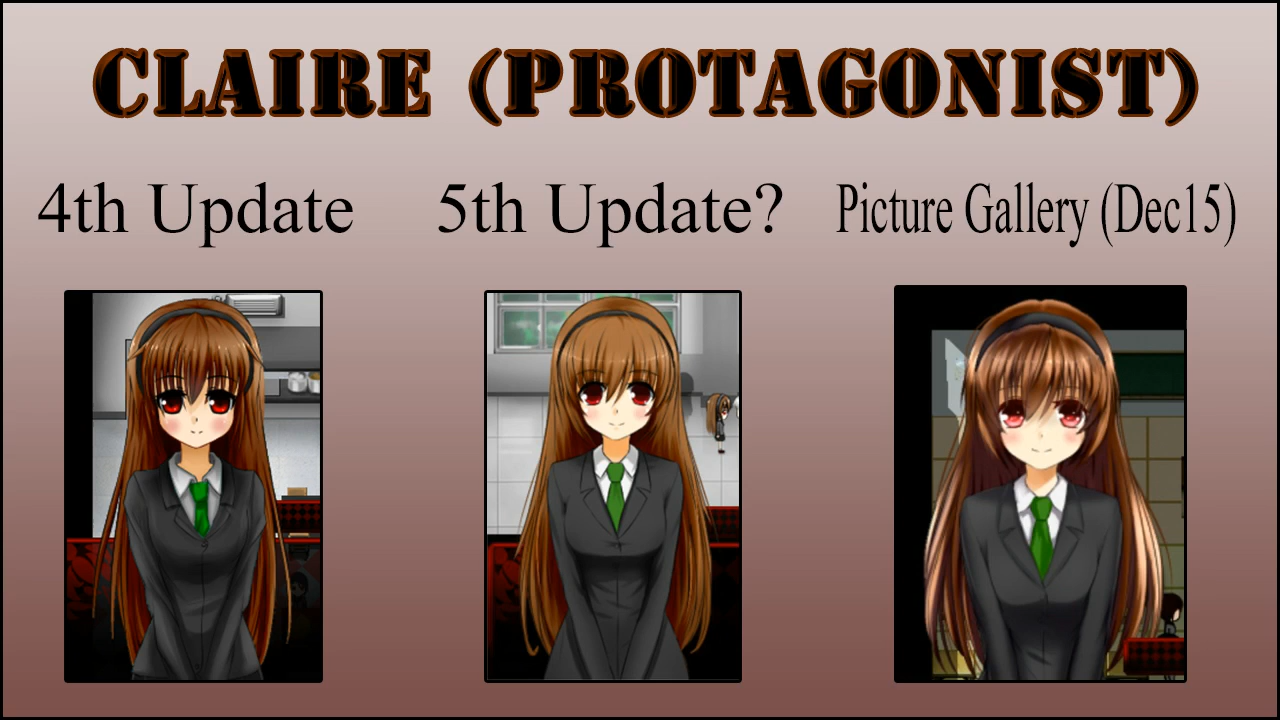 CLAIRE (PROTAGONIST)
4th Update 5th Update? Picture Gallery (Dec15)